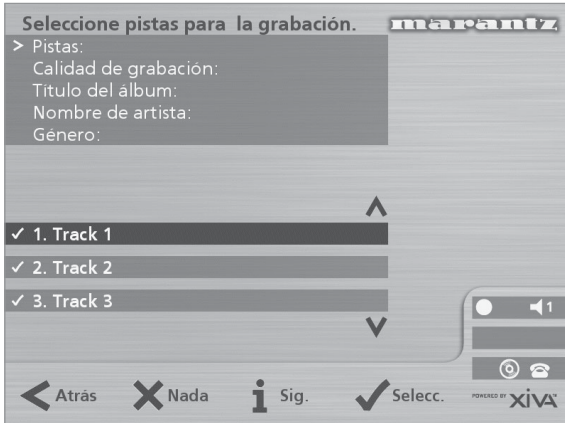 Seleccione pistas para la grabación.
marantz
> Pistas:
Calidad de grabación:
Título del álbum:
Nombre de artista:
Género:
✓ 1. Track 1
✓ 2. Track 2
✓ 3. Track 3
1
Atrás
Nada
i Sig.
Selecc.
POWERED BY XiVA™